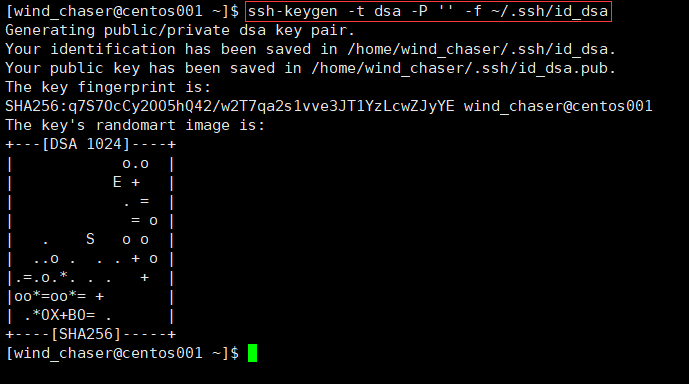 [wind_chaser@centos001 ~]$ ssh-keygen -t dsa -P '' -f ~/.ssh/id_dsa
Generating public/private dsa key pair.
Your identification has been saved in /home/wind_chaser/.ssh/id_dsa.
Your public key has been saved in /home/wind_chaser/.ssh/id_dsa.pub.
The key fingerprint is:
SHA256:q7S7OcCy2OO5hQ42/w2T7qa2s1vve3JT1YzLcwZJyYE wind_chaser@centos001
The key's randomart image is:
+---[DSA 1024]----+
|            o.o  |
|           E +   |
|            . =  |
|             = o |
|   .    S   o o  |
|  ..o .  . . + o |
|.=.o.*. . .   +  |
|oo*=oo*= +       |
| .*OX+BO= .      |
+----[SHA256]-----+
[wind_chaser@centos001 ~]$